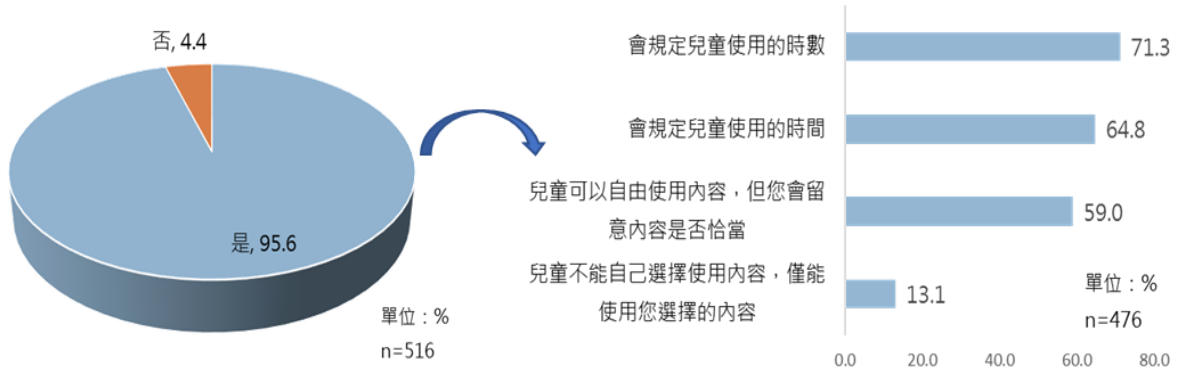 否, 4.4
是, 95.6
單位：%
n=516
會規定兒童使用的時數
71.3
會規定兒童使用的時間
64.8
兒童可以自由使用內容，但您會留
意內容是否恰當
59.0
兒童不能自己選擇使用內容，僅能
使用您選擇的內容
13.1
單位：%
n=476
0.0 20.0 40.0 60.0 80.0